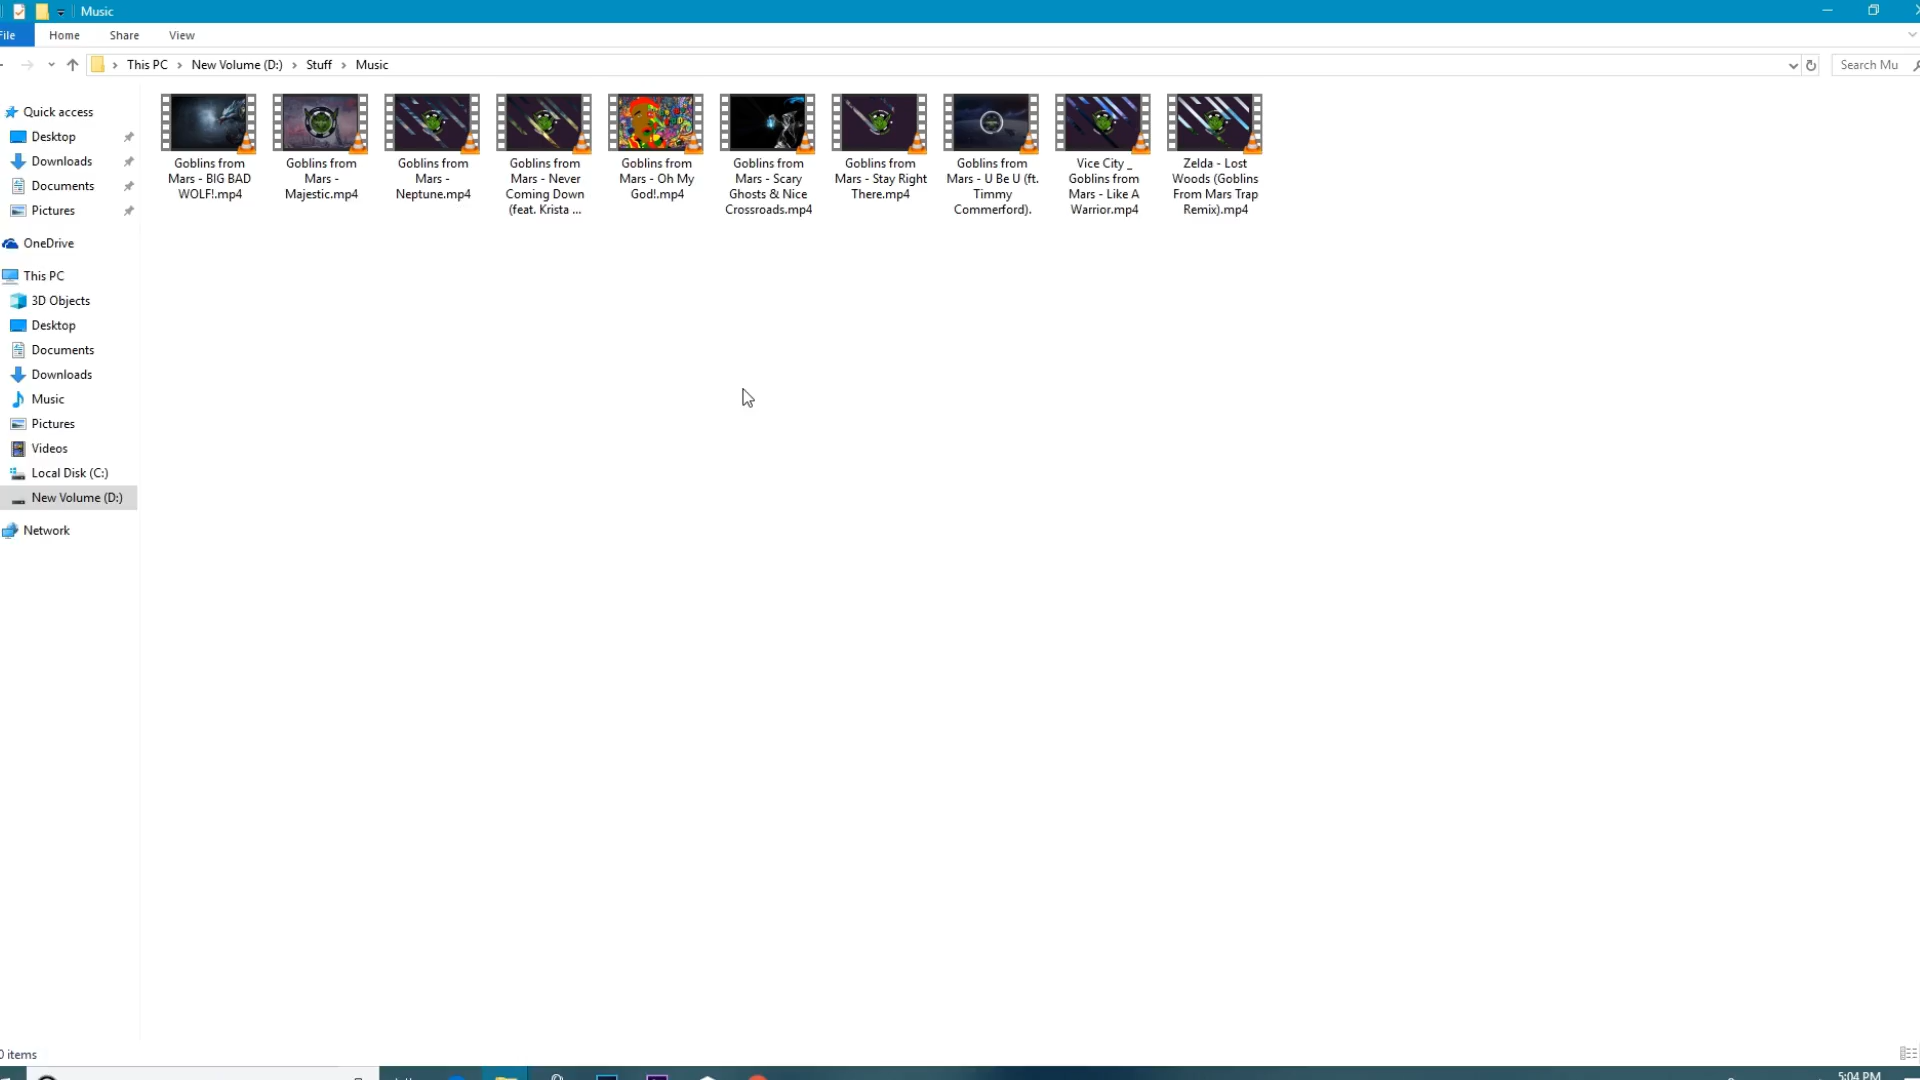 Music
File
Home
Share
View
This PC
New Volume (D:)
Stuff
Music
Search Mu
Quick access
Desktop
Downloads
Documents
Pictures
OneDrive
This PC
3D Objects
Desktop
Documents
Downloads
Music
Pictures
Videos
Local Disk (C:)
New Volume (D:)
Network
Goblins from
Mars - BIG BAD
WOLF!.mp4
Goblins from
Mars -
Majestic.mp4
Goblins from
Mars -
Neptune.mp4
Goblins from
Mars - Never
Coming Down
(feat. Krista ...
Goblins from
Mars - Oh My
God!.mp4
Goblins from
Mars - Scary
Ghosts & Nice
Crossroads.mp4
Goblins from
Mars - Stay Right
There.mp4
Goblins from
Mars - U Be U (ft.
Timmy
Commerford).
Vice City _
Goblins from
Mars - Like A
Warrior.mp4
Zelda - Lost
Woods (Goblins
From Mars Trap
Remix).mp4
0 items
5:04 PM